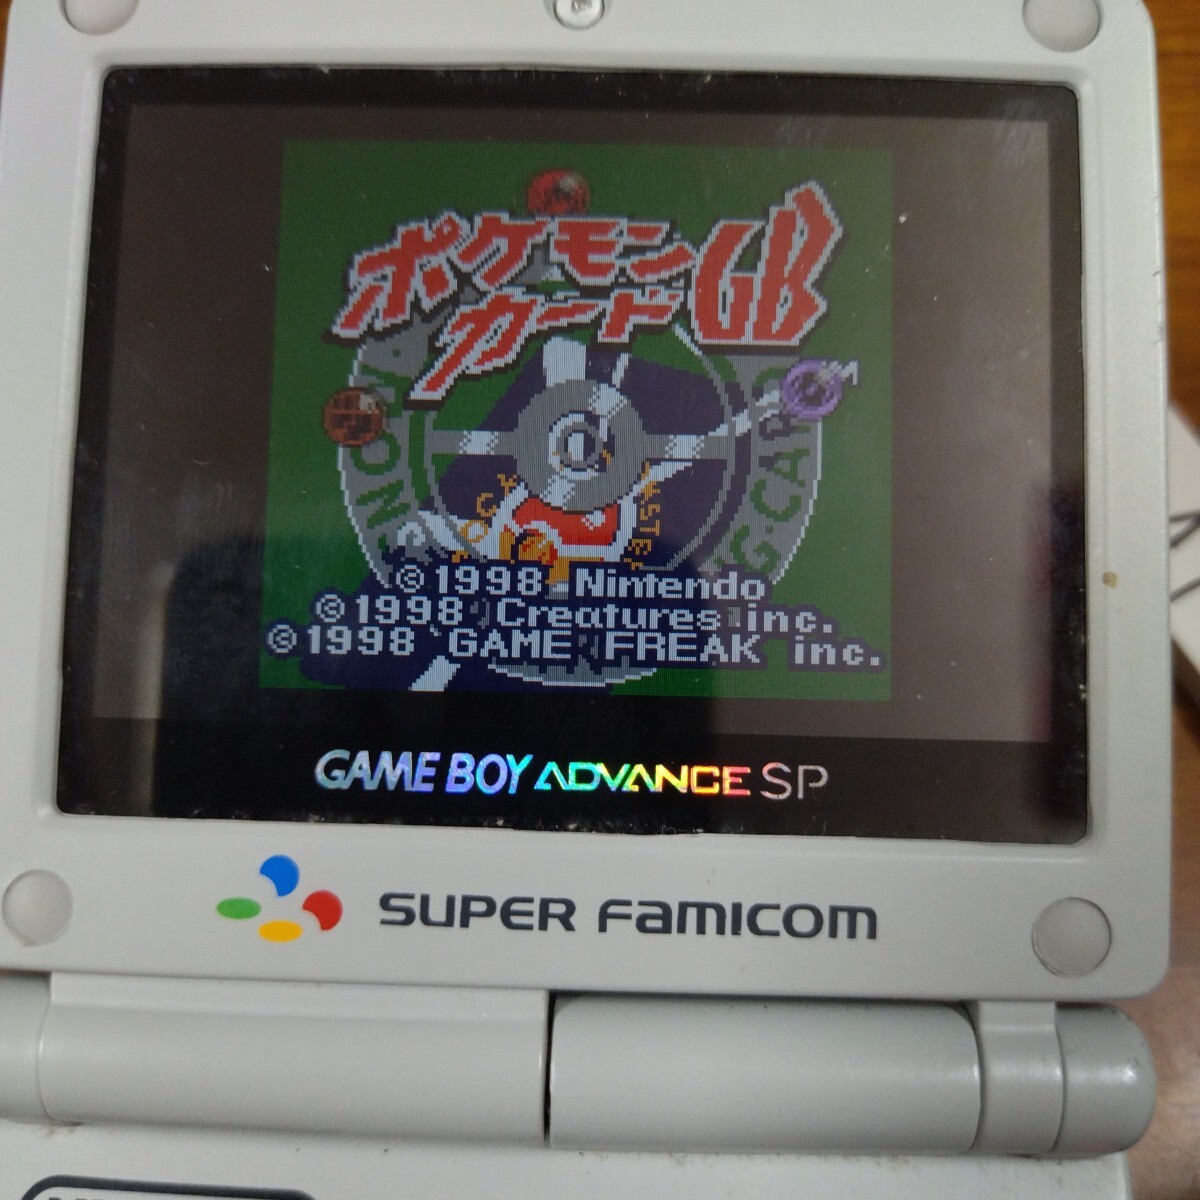 ポケモン
カードGB
©1998 Nintendo
©1998 Creatures inc.
©1998 GAME FREAK inc.
GAME BOY ADVANCE SP
SUPER FAMICOM